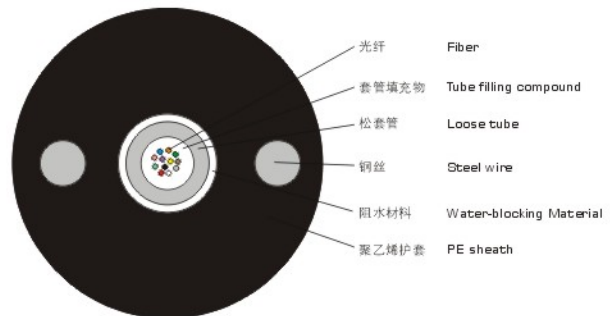 光纤 Fiber
套管填充物 Tube filling compound
松套管 Loose tube
钢丝 Steel wire
阻水材料 Water-blocking Material
聚乙烯护套 PE sheath